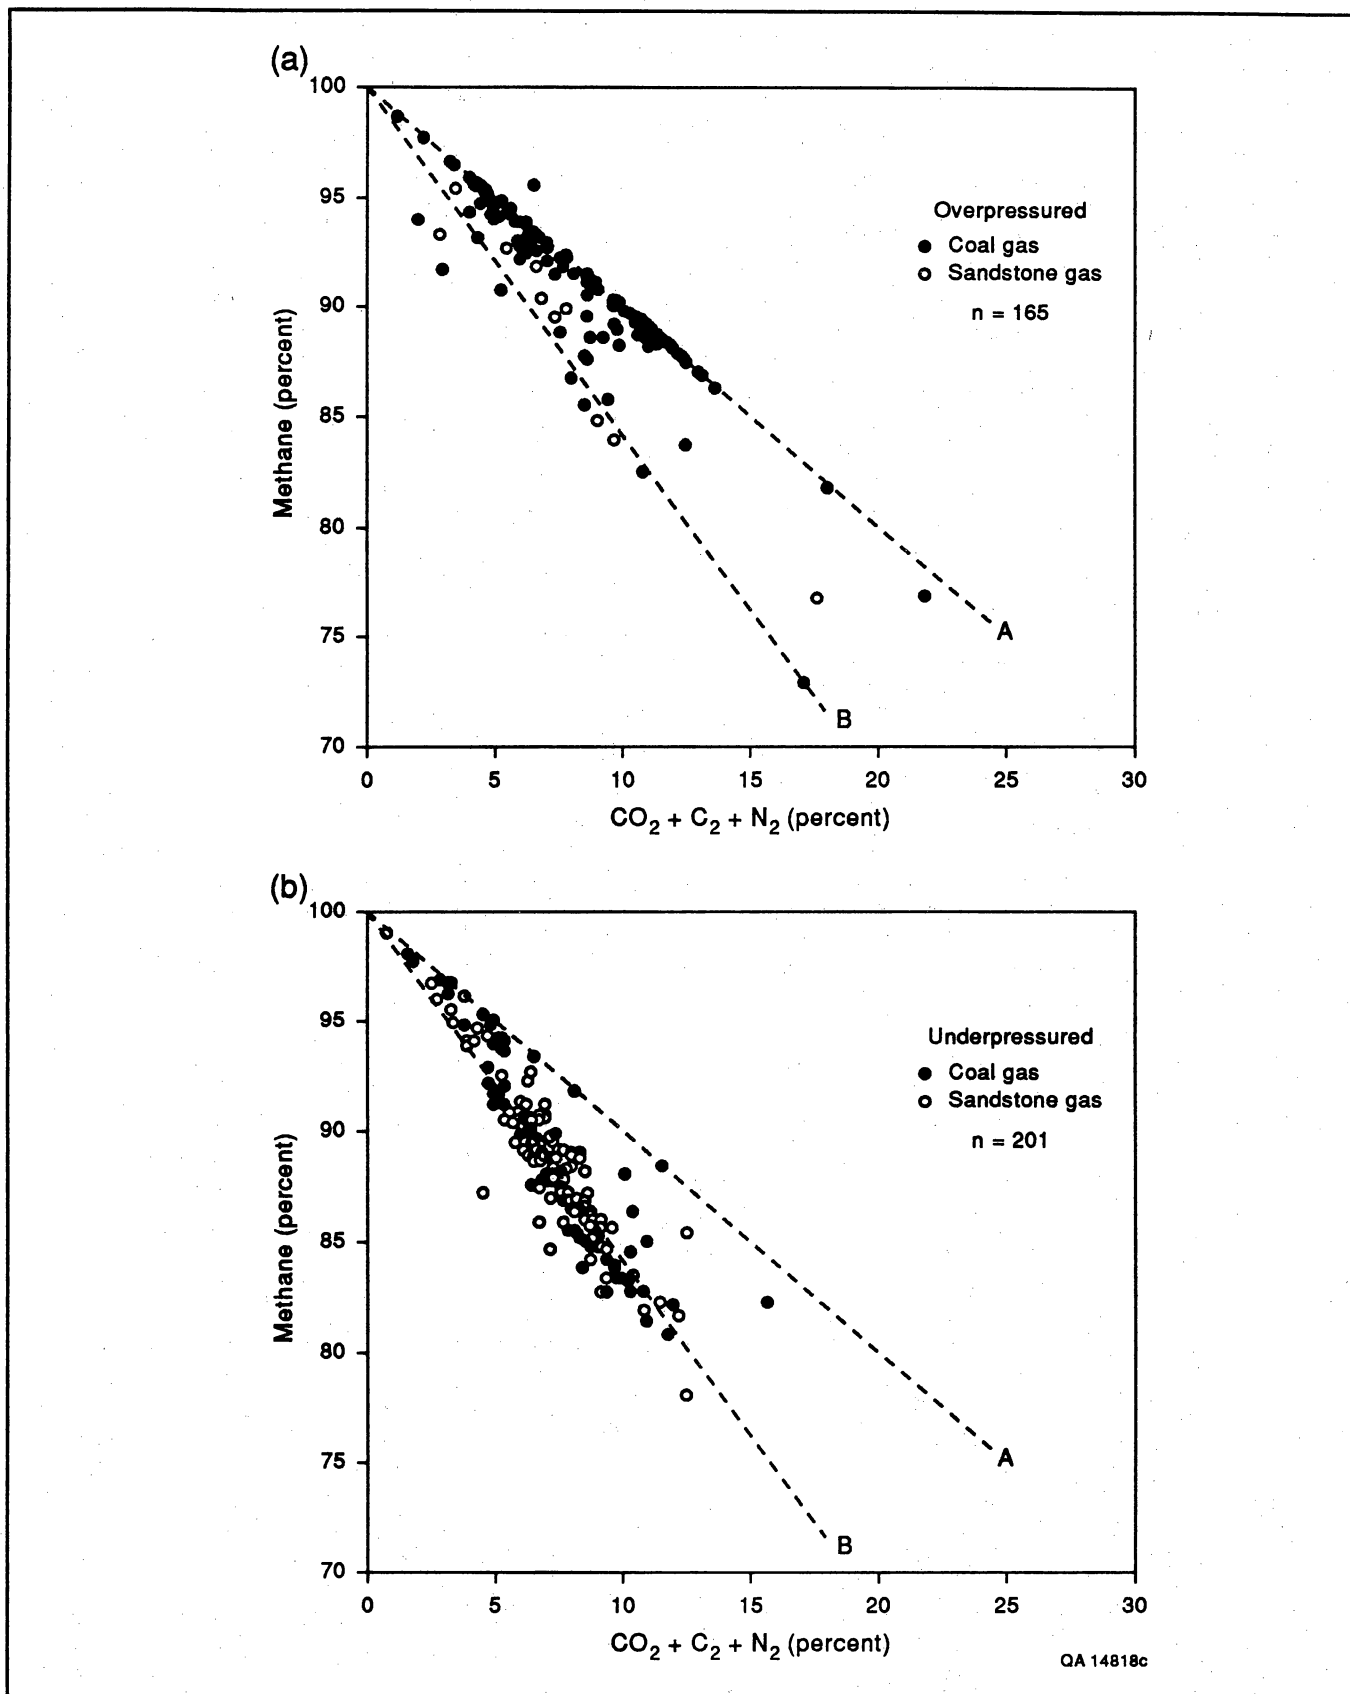 (a)
100
95
90
85
80
75
70
Methane (percent)
Overpressured
Coal gas
Sandstone gas
n = 165
A
B
0 5 10 15 20 25 30
CO₂ + C₂ + N₂ (percent)
(b)
100
95
90
85
80
75
70
Methane (percent)
Underpressured
Coal gas
Sandstone gas
n = 201
A
B
0 5 10 15 20 25 30
CO₂ + C₂ + N₂ (percent)
QA 14818c